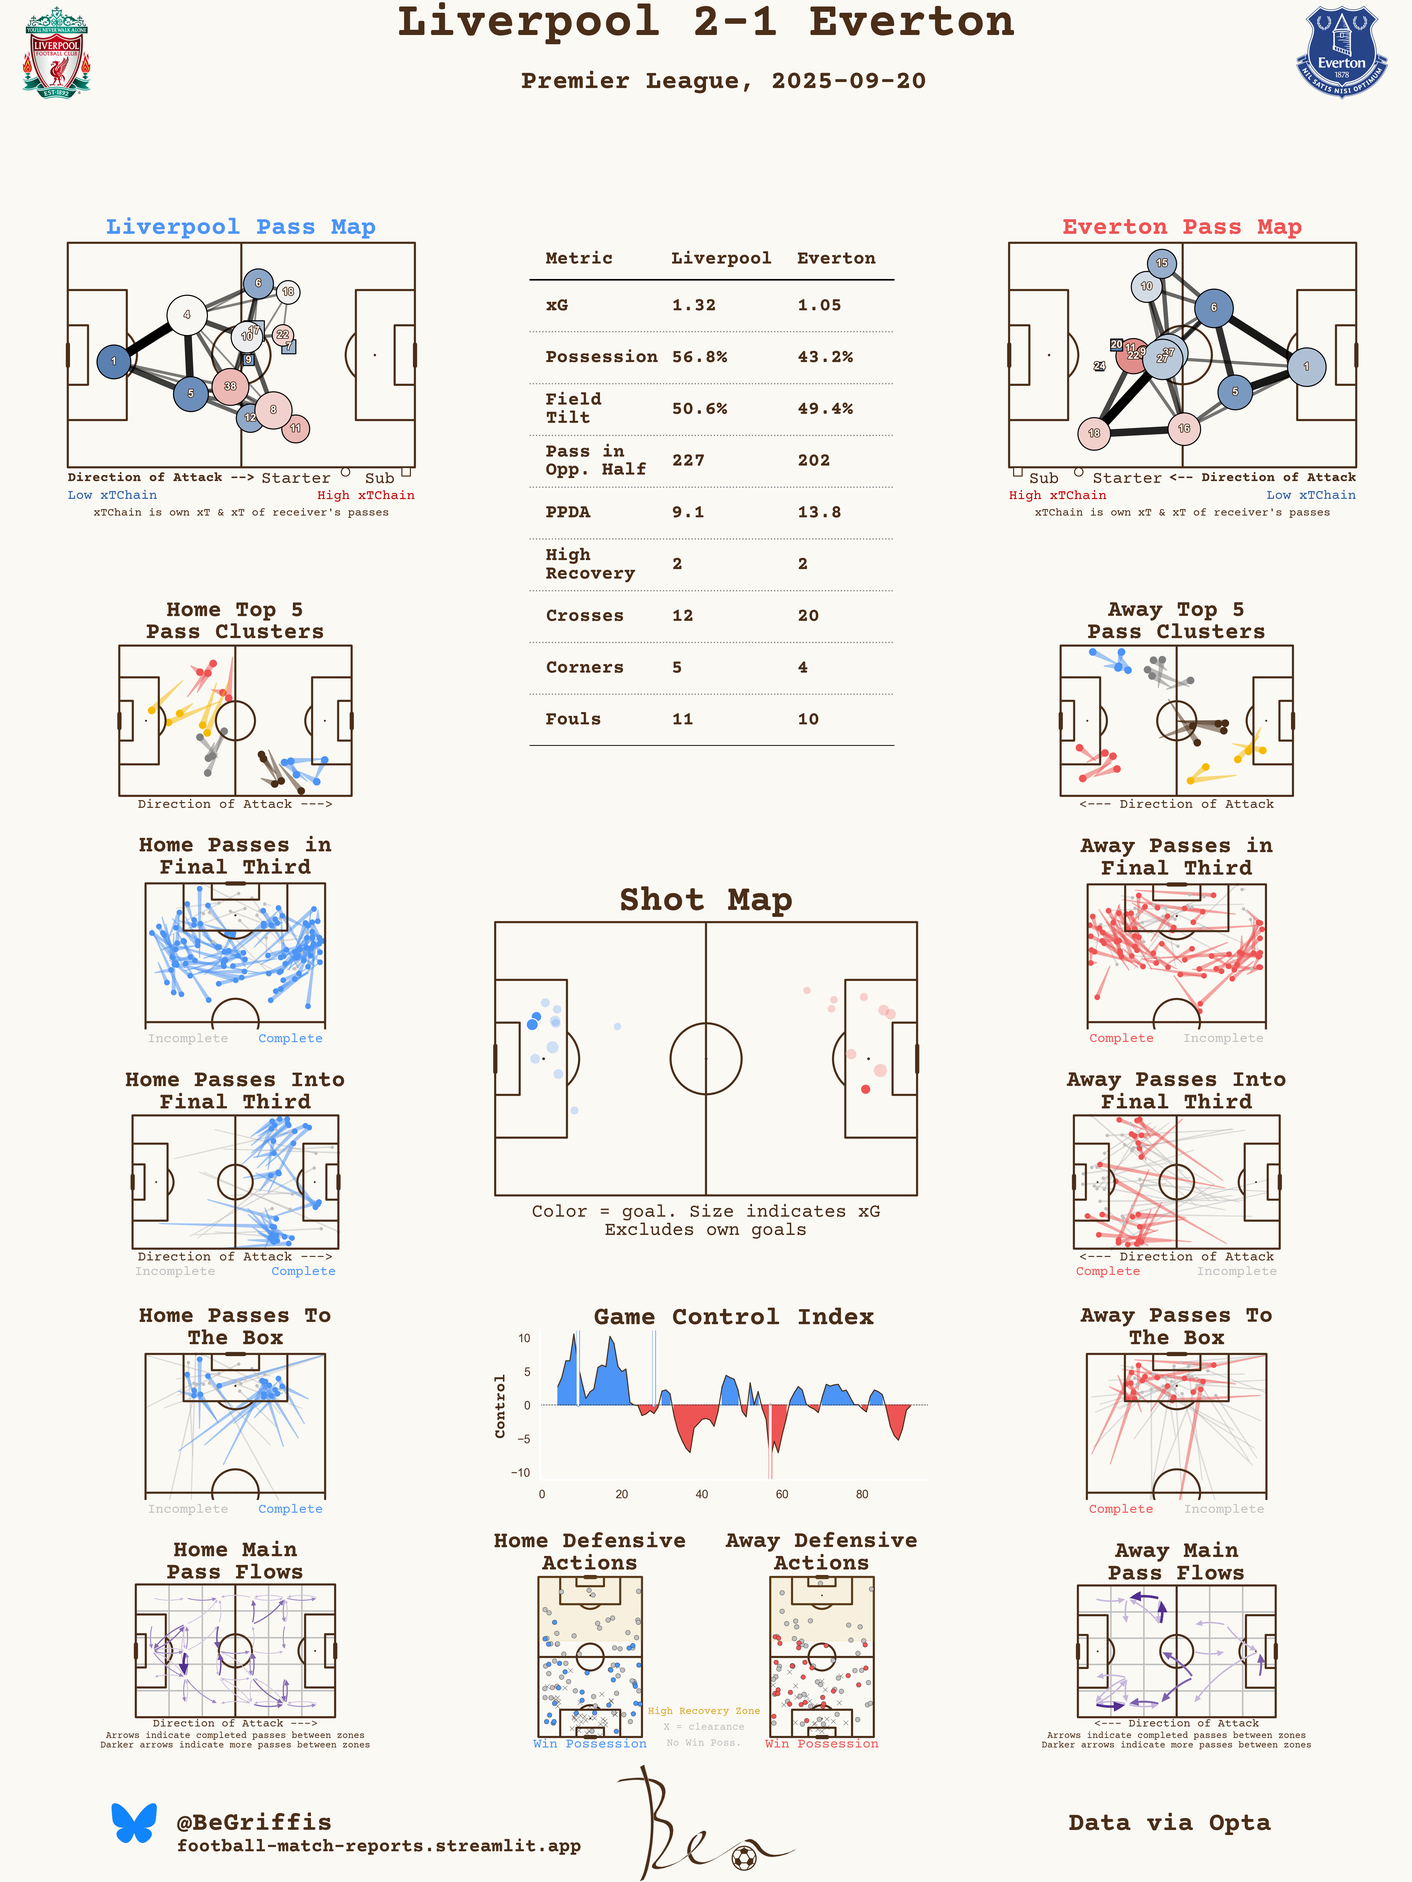 Liverpool 2-1 Everton
Premier League, 2025-09-20
YOU'LL NEVER WALK ALONE
LIVERPOOL
FOOTBALL CLUB
EST·1892
Everton
1878
NIL SATIS NISI OPTIMUM
Liverpool Pass Map
1
4
5
6
18
17
10
22
7
9
38
12
8
11
Direction of Attack --> Starter Sub
Low xTChain High xTChain
xTChain is own xT & xT of receiver's passes
Metric Liverpool Everton
xG 1.32 1.05
Possession 56.8% 43.2%
Field
Tilt 50.6% 49.4%
Pass in
Opp. Half 227 202
PPDA 9.1 13.8
High
Recovery 2 2
Crosses 12 20
Corners 5 4
Fouls 11 10
Everton Pass Map
15
10
6
20
11
22
9
37
27
24
1
5
18
16
Sub Starter <-- Direction of Attack
High xTChain Low xTChain
xTChain is own xT & xT of receiver's passes
Home Top 5
Pass Clusters
Direction of Attack --->
Away Top 5
Pass Clusters
<--- Direction of Attack
Home Passes in
Final Third
Incomplete Complete
Away Passes in
Final Third
Complete Incomplete
Shot Map
Color = goal. Size indicates xG
Excludes own goals
Home Passes Into
Final Third
Direction of Attack --->
Incomplete Complete
Away Passes Into
Final Third
<--- Direction of Attack
Complete Incomplete
Home Passes To
The Box
Incomplete Complete
Game Control Index
Control
10
5
0
−5
−10
0 20 40 60 80
Away Passes To
The Box
Complete Incomplete
Home Main
Pass Flows
Direction of Attack --->
Arrows indicate completed passes between zones
Darker arrows indicate more passes between zones
Home Defensive
Actions
Win Possession
Away Defensive
Actions
Win Possession
High Recovery Zone
X = clearance
No Win Poss.
Away Main
Pass Flows
<--- Direction of Attack
Arrows indicate completed passes between zones
Darker arrows indicate more passes between zones
@BeGriffis
football-match-reports.streamlit.app
Ben
Data via Opta